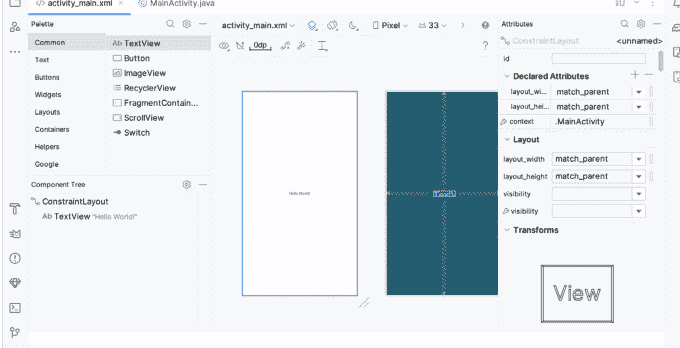 activity_main.xml
MainActivity.java
Palette
Common
Text
Buttons
Widgets
Layouts
Containers
Helpers
Google
Ab TextView
Button
ImageView
RecyclerView
FragmentContain...
ScrollView
Switch
Component Tree
ConstraintLayout
Ab TextView "Hello World!"
activity_main.xml
Pixel
33
0dp
?
Hello World!
Attributes
ConstraintLayout
<unnamed>
id
Declared Attributes
layout_wi... match_parent
layout_hei... match_parent
context .MainActivity
Layout
layout_width match_parent
layout_height match_parent
visibility
visibility
Transforms
View